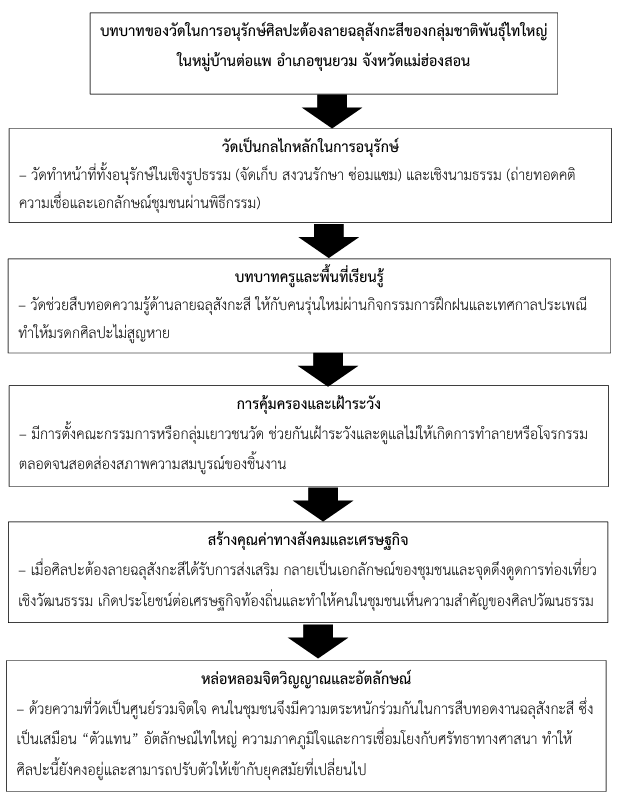 บทบาทของวัดในการอนุรักษ์ศิลปะต้องลายฉลุสังกะสีของกลุ่มชาติพันธุ์ไทใหญ่
ในหมู่บ้านต่อแพ อำเภอขุนยวม จังหวัดแม่ฮ่องสอน
วัดเป็นกลไกหลักในการอนุรักษ์
– วัดทำหน้าที่ทั้งอนุรักษ์ในเชิงรูปธรรม (จัดเก็บ สงวนรักษา ซ่อมแซม) และเชิงนามธรรม (ถ่ายทอดคติ
ความเชื่อและเอกลักษณ์ชุมชนผ่านพิธีกรรม)
บทบาทครูและพื้นที่เรียนรู้
– วัดช่วยสืบทอดความรู้ด้านลายฉลุสังกะสี ให้กับคนรุ่นใหม่ผ่านกิจกรรมการฝึกฝนและเทศกาลประเพณี
ทำให้มรดกศิลปะไม่สูญหาย
การคุ้มครองและเฝ้าระวัง
– มีการตั้งคณะกรรมการหรือกลุ่มเยาวชนวัด ช่วยกันเฝ้าระวังและดูแลไม่ให้เกิดการทำลายหรือโจรกรรม
ตลอดจนสอดส่องสภาพความสมบูรณ์ของชิ้นงาน
สร้างคุณค่าทางสังคมและเศรษฐกิจ
– เมื่อศิลปะต้องลายฉลุสังกะสีได้รับการส่งเสริม กลายเป็นเอกลักษณ์ของชุมชนและจุดดึงดูดการท่องเที่ยว
เชิงวัฒนธรรม เกิดประโยชน์ต่อเศรษฐกิจท้องถิ่นและทำให้คนในชุมชนเห็นความสำคัญของศิลปวัฒนธรรม
หล่อหลอมจิตวิญญาณและอัตลักษณ์
– ด้วยความที่วัดเป็นศูนย์รวมจิตใจ คนในชุมชนจึงมีความตระหนักร่วมกันในการสืบทอดงานฉลุสังกะสี ซึ่ง
เป็นเสมือน “ตัวแทน” อัตลักษณ์ไทใหญ่ ความภาคภูมิใจและการเชื่อมโยงกับศรัทธาทางศาสนา ทำให้
ศิลปะนี้ยังคงอยู่และสามารถปรับตัวให้เข้ากับยุคสมัยที่เปลี่ยนไป